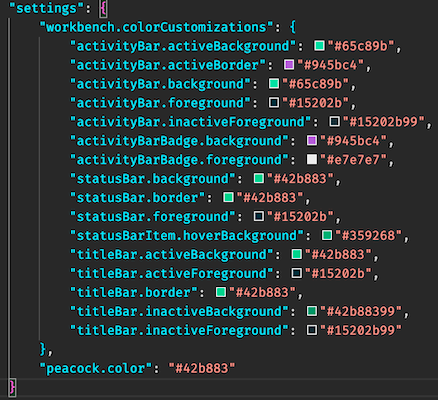 "settings": {
"workbench.colorCustomizations": {
"activityBar.activeBackground": "#65c89b",
"activityBar.activeBorder": "#945bc4",
"activityBar.background": "#65c89b",
"activityBar.foreground": "#15202b",
"activityBar.inactiveForeground": "#15202b99",
"activityBarBadge.background": "#945bc4",
"activityBarBadge.foreground": "#e7e7e7",
"statusBar.background": "#42b883",
"statusBar.border": "#42b883",
"statusBar.foreground": "#15202b",
"statusBarItem.hoverBackground": "#359268",
"titleBar.activeBackground": "#42b883",
"titleBar.activeForeground": "#15202b",
"titleBar.border": "#42b883",
"titleBar.inactiveBackground": "#42b88399",
"titleBar.inactiveForeground": "#15202b99"
},
"peacock.color": "#42b883"
}